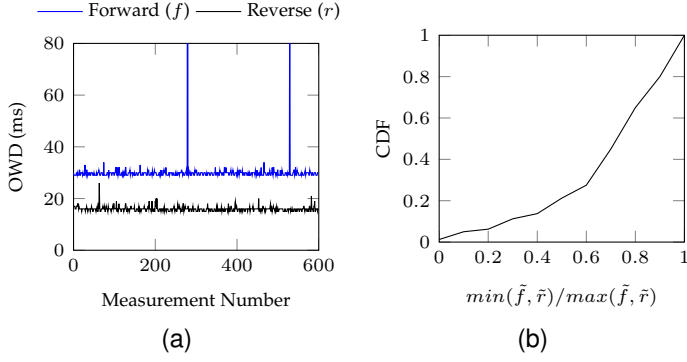 Forward (f) Reverse (r)
80
60
40
20
0
OWD (ms)
0 200 400 600
Measurement Number
(a)
1
0.8
0.6
0.4
0.2
0
CDF
0 0.2 0.4 0.6 0.8 1
min(f̃, r̃)/max(f̃, r̃)
(b)